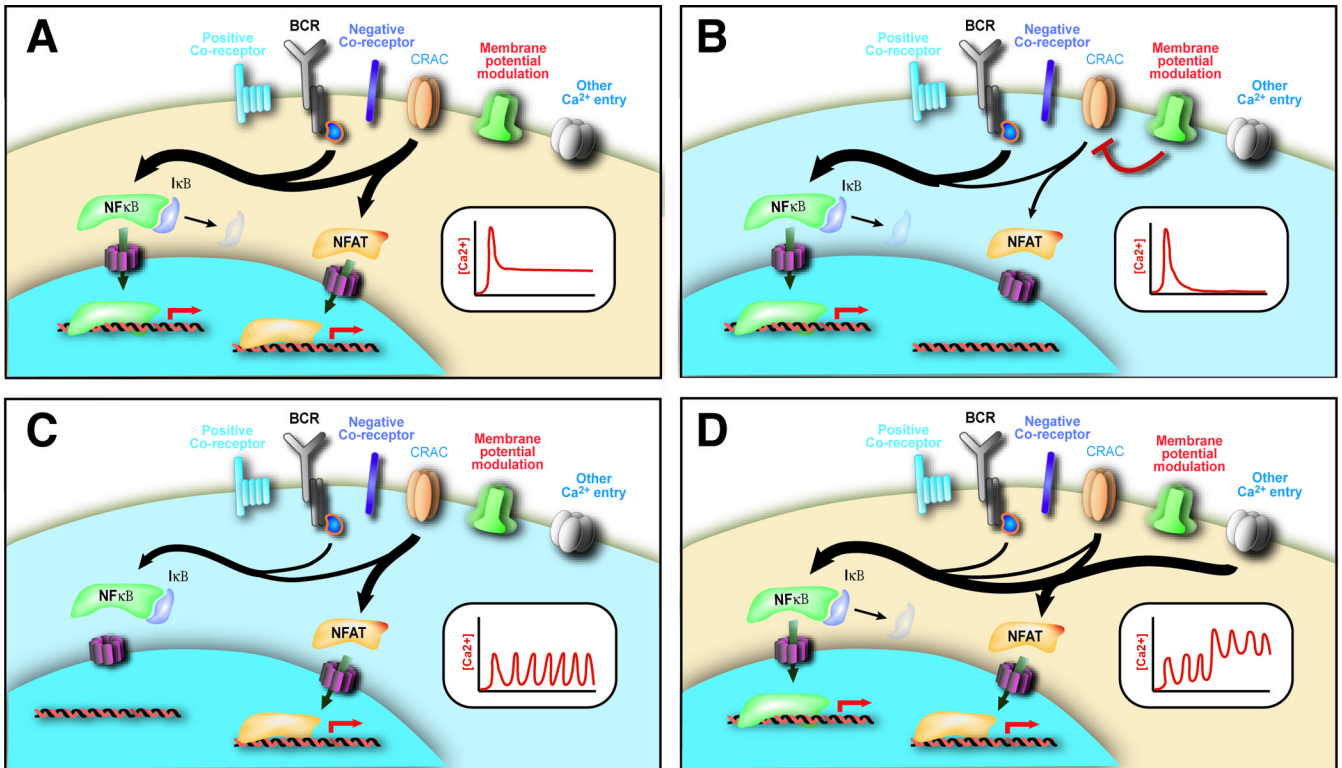 A
Positive
Co-receptor
BCR
Negative
Co-receptor
CRAC
Membrane
potential
modulation
Other
Ca²⁺ entry
IκB
NFκB
NFAT
[Ca2+]
B
Positive
Co-receptor
BCR
Negative
Co-receptor
CRAC
Membrane
potential
modulation
Other
Ca²⁺ entry
IκB
NFκB
NFAT
[Ca2+]
C
Positive
Co-receptor
BCR
Negative
Co-receptor
CRAC
Membrane
potential
modulation
Other
Ca²⁺ entry
IκB
NFκB
NFAT
[Ca2+]
D
Positive
Co-receptor
BCR
Negative
Co-receptor
CRAC
Membrane
potential
modulation
Other
Ca²⁺ entry
IκB
NFκB
NFAT
[Ca2+]